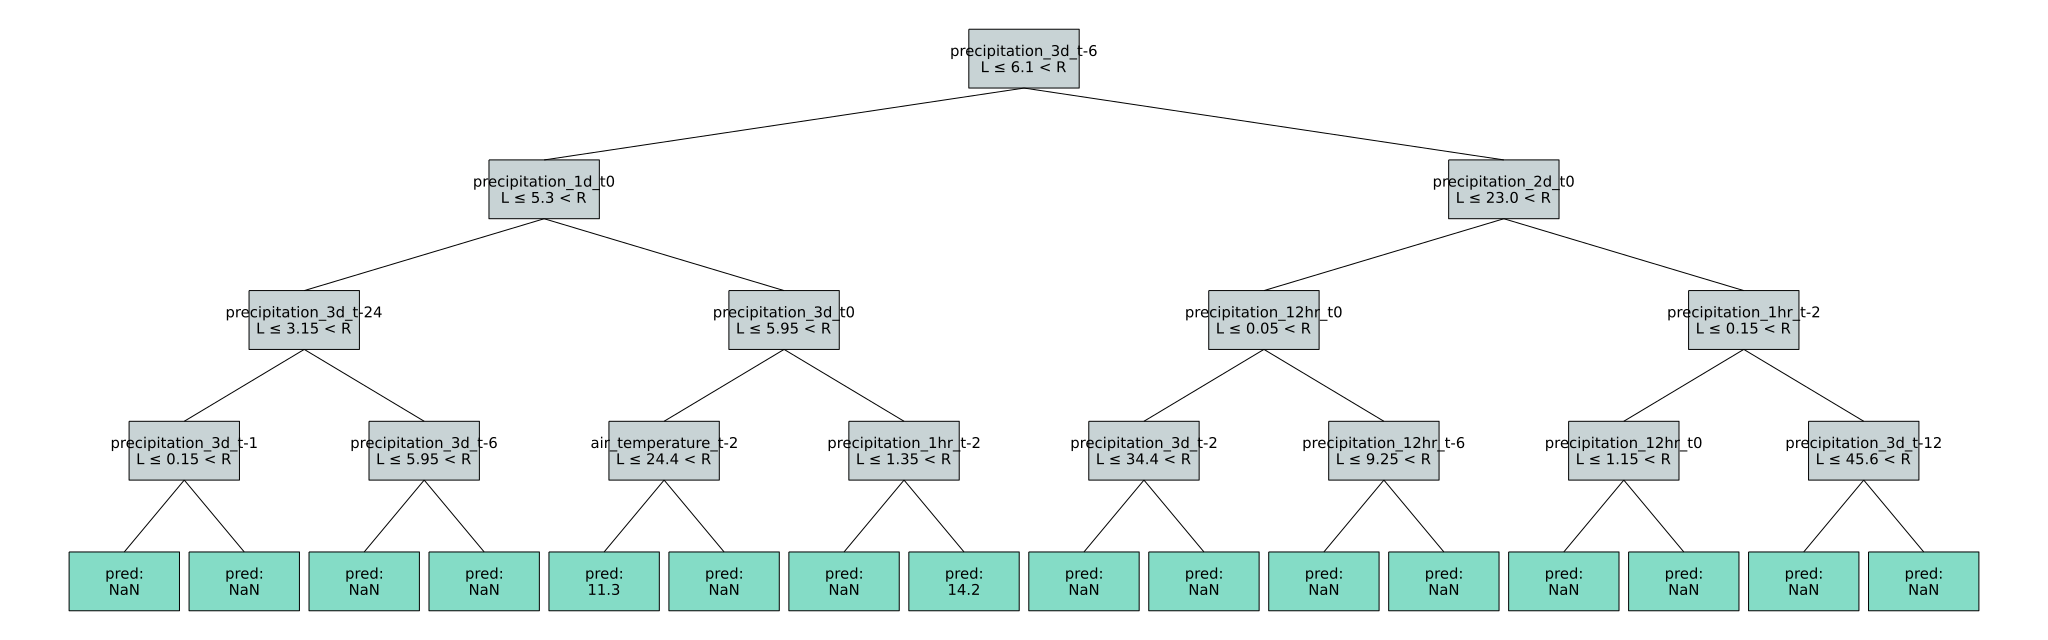 precipitation_3d_t-6
L ≤ 6.1 < R
precipitation_1d_t0
L ≤ 5.3 < R
precipitation_2d_t0
L ≤ 23.0 < R
precipitation_3d_t-24
L ≤ 3.15 < R
precipitation_3d_t0
L ≤ 5.95 < R
precipitation_12hr_t0
L ≤ 0.05 < R
precipitation_1hr_t-2
L ≤ 0.15 < R
precipitation_3d_t-1
L ≤ 0.15 < R
precipitation_3d_t-6
L ≤ 5.95 < R
air_temperature_t-2
L ≤ 24.4 < R
precipitation_1hr_t-2
L ≤ 1.35 < R
precipitation_3d_t-2
L ≤ 34.4 < R
precipitation_12hr_t-6
L ≤ 9.25 < R
precipitation_12hr_t0
L ≤ 1.15 < R
precipitation_3d_t-12
L ≤ 45.6 < R
pred:
NaN
pred:
NaN
pred:
NaN
pred:
NaN
pred:
11.3
pred:
NaN
pred:
NaN
pred:
14.2
pred:
NaN
pred:
NaN
pred:
NaN
pred:
NaN
pred:
NaN
pred:
NaN
pred:
NaN
pred:
NaN